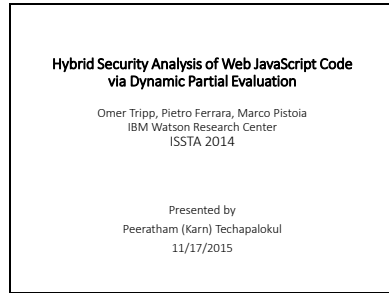 Hybrid Security Analysis of Web JavaScript Code
via Dynamic Partial Evaluation
Omer Tripp, Pietro Ferrara, Marco Pistoia
IBM Watson Research Center
ISSTA 2014
Presented by
Peeratham (Karn) Techapalokul
11/17/2015